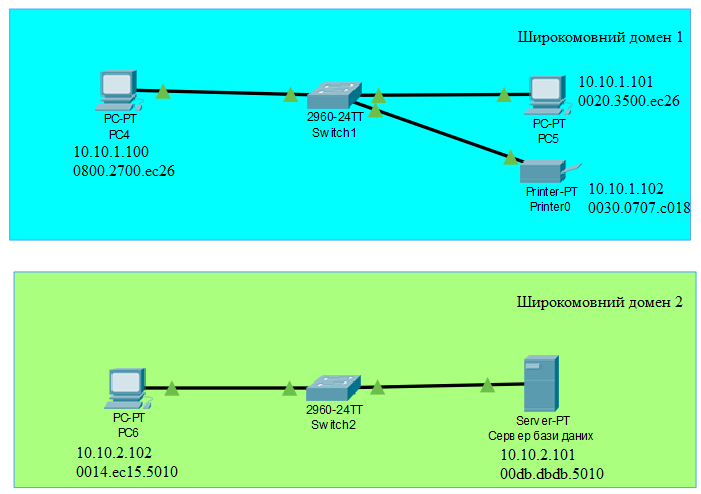 Широкомовний домен 1
10.10.1.101
0020.3500.ec26
PC-PT
PC4
2960-24TT
Switch1
PC-PT
PC5
10.10.1.100
0800.2700.ec26
Printer-PT
Printer0
10.10.1.102
0030.0707.c018
Широкомовний домен 2
PC-PT
PC6
2960-24TT
Switch2
Server-PT
Сервер бази даних
10.10.2.102
0014.ec15.5010
10.10.2.101
00db.dbdb.5010